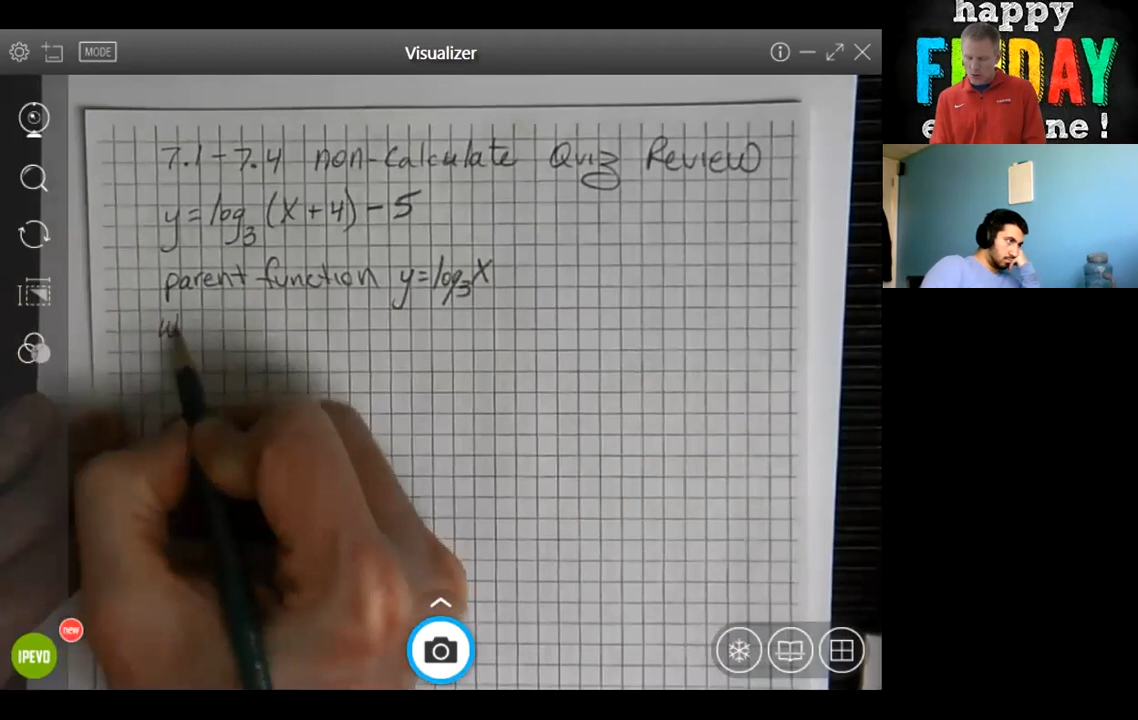 happy
FRIDAY
e ne!
MODE
Visualizer
7.1-7.4 non-calculate Quiz Review
y=log₃(x+4)-5
parent function y=log₃x
w
new
IPEVO